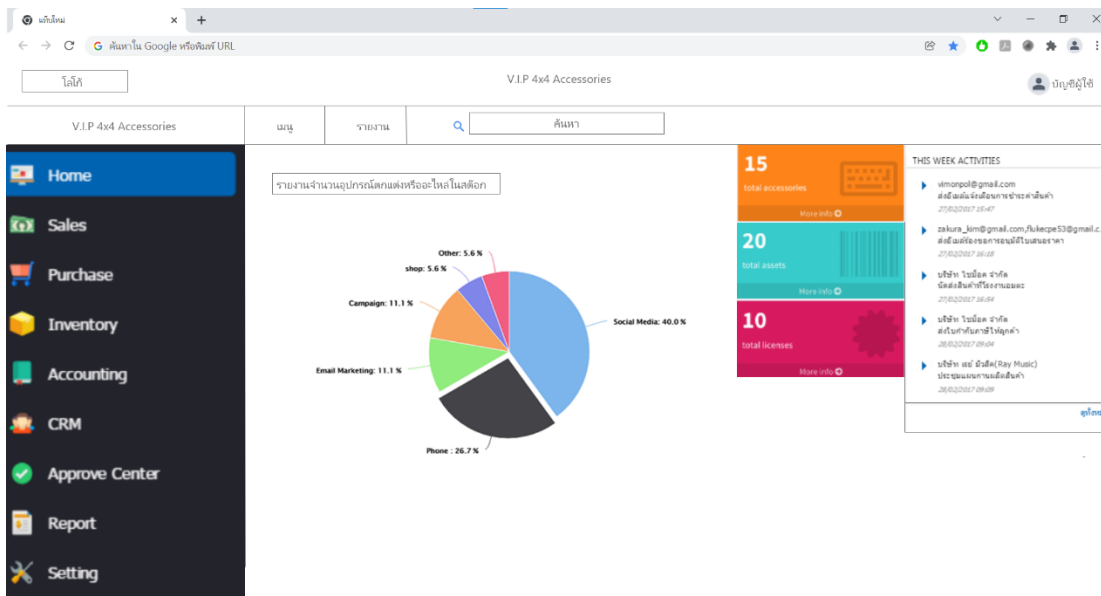 แท็บใหม่
ค้นหาใน Google หรือพิมพ์ URL
โลโก้
V.I.P 4x4 Accessories
บัญชีผู้ใช้
V.I.P 4x4 Accessories
เมนู
รายงาน
ค้นหา
Home
Sales
Purchase
Inventory
Accounting
CRM
Approve Center
Report
Setting
รายงานจำนวนอุปกรณ์ตกแต่งหรืออะไหล่ในสต๊อก
Other: 5.6 %
shop: 5.6 %
Campaign: 11.1 %
Social Media: 40.0 %
Email Marketing: 11.1 %
Phone : 26.7 %
15
total accessories
More info
20
total assets
More info
10
total licenses
More info
THIS WEEK ACTIVITIES
vimonpol@gmail.com
ส่งอีเมลแจ้งเตือนการชำระค่าสินค้า
27/02/2017 15:47
zakura_kim@gmail.com,flukecpe53@gmail.c
ส่งอีเมลร้องขอการอนุมัติใบเสนอราคา
27/02/2017 16:18
บริษัท ไซม็อค จำกัด
นัดส่งสินค้าที่โรงงานอมตะ
27/02/2017 16:54
บริษัท ไซม็อค จำกัด
ส่งใบกำกับภาษีให้ลูกค้า
28/02/2017 09:04
บริษัท เรย์ มิวสิค(Ray Music)
ประชุมแผนการผลิตสินค้า
28/02/2017 09:09